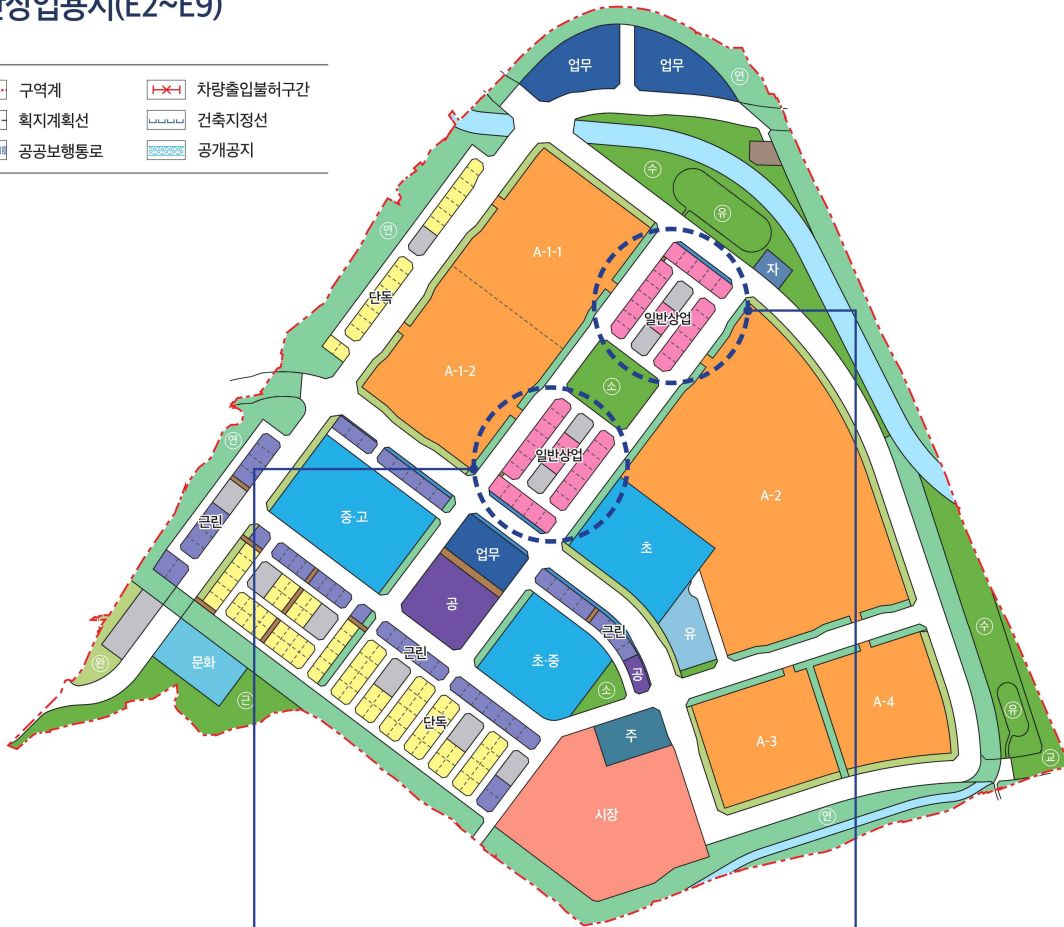 상업용지(E2~E9)
구역계
차량출입불허구간
획지계획선
건축지정선
공공보행통로
공개공지
업무
업무
연
수
유
자
연
A-1-1
단독
일반상업
A-1-2
소
일반상업
A-2
연
중·고
근린
초
업무
공
유
근린
수
초·중
공
소
근린
완
문화
근
단독
주
A-3
A-4
유
교
시장
연